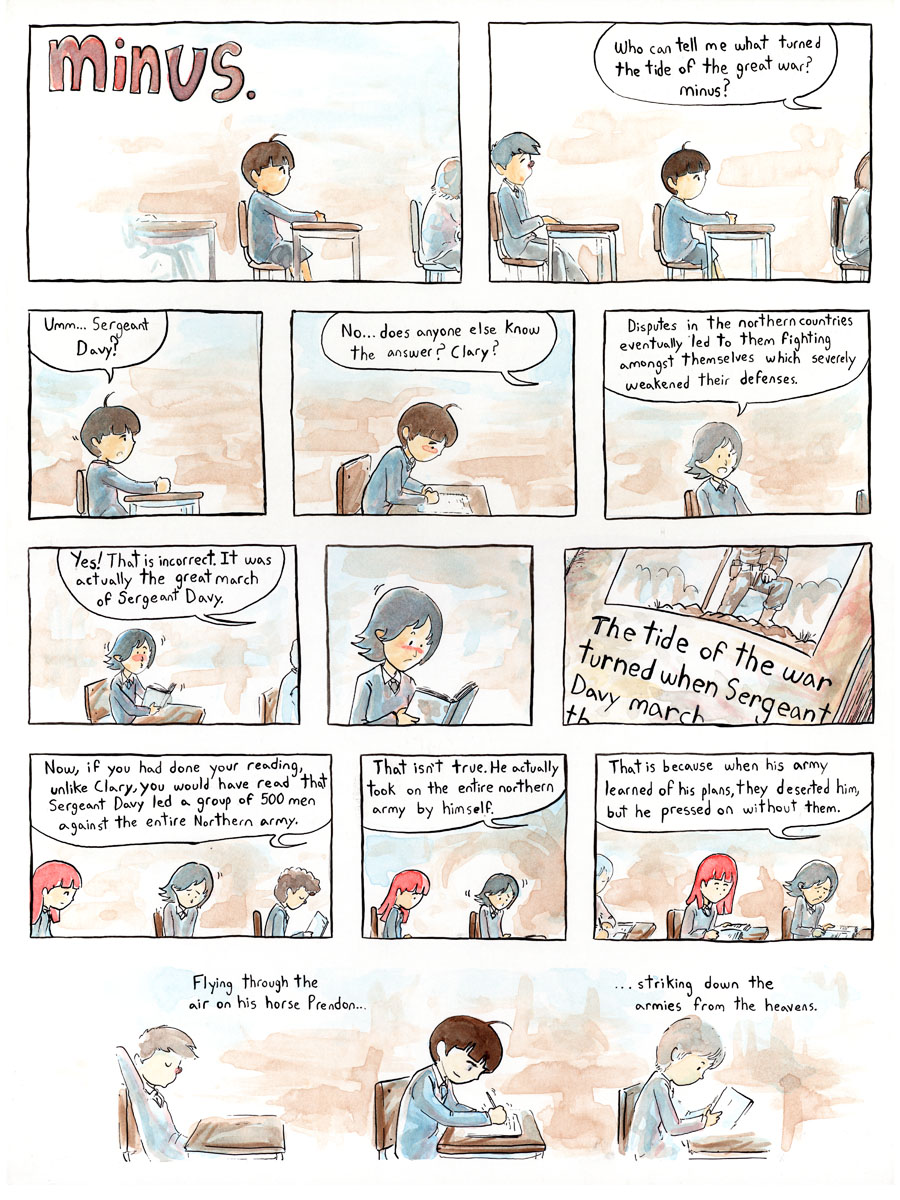 minus.
Who can tell me what turned
the tide of the great war?
minus?
Umm... Sergeant
Davy?
No... does anyone else know
the answer? Clary?
Disputes in the northern countries
eventually led to them fighting
amongst themselves which severely
weakened their defenses.
Yes! That is incorrect. It was
actually the great march
of Sergeant Davy.
The tide of the war
turned when Sergeant
Davy march
th
Now, if you had done your reading,
unlike Clary, you would have read that
Sergeant Davy led a group of 500 men
against the entire Northern army.
That isn't true. He actually
took on the entire northern
army by himself.
That is because when his army
learned of his plans, they deserted him,
but he pressed on without them.
Flying through the
air on his horse Prendon...
...striking down the
armies from the heavens.